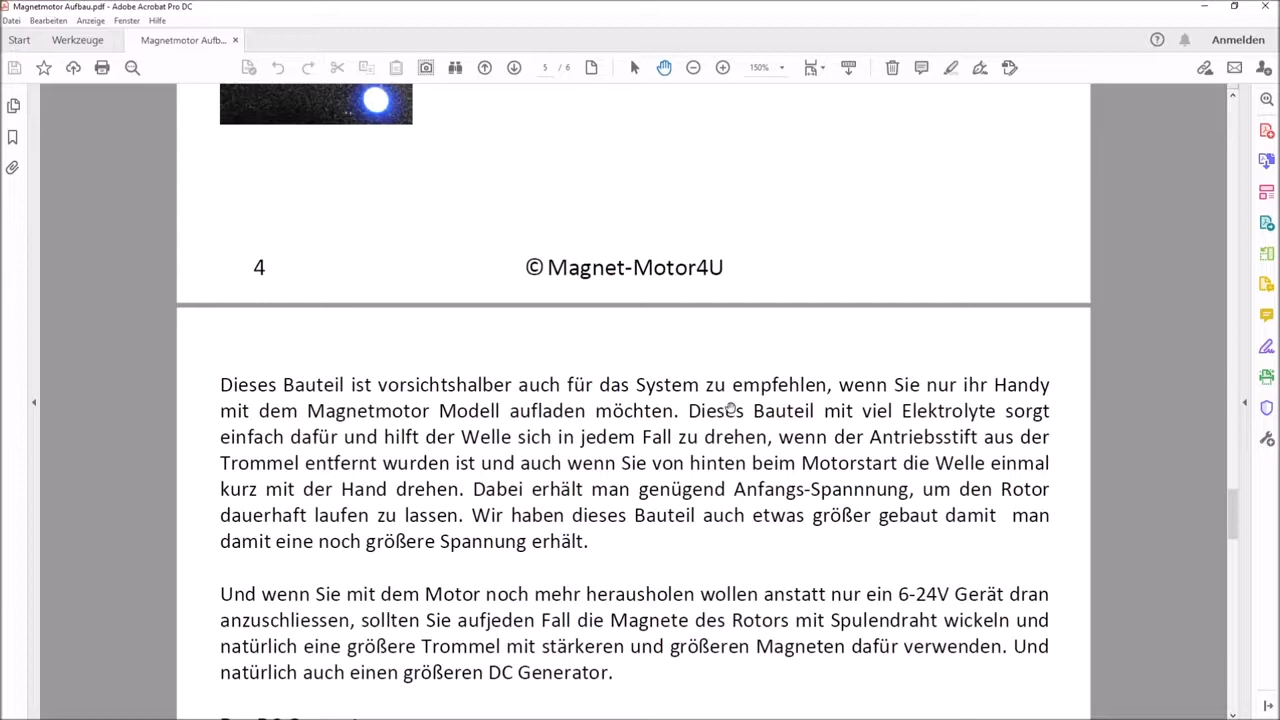 Magnetmotor Aufbau.pdf - Adobe Acrobat Pro DC
Datei Bearbeiten Anzeige Fenster Hilfe
Start Werkzeuge Magnetmotor Aufb... × Anmelden
5 / 6 150%
4 © Magnet-Motor4U
Dieses Bauteil ist vorsichtshalber auch für das System zu empfehlen, wenn Sie nur ihr Handy
mit dem Magnetmotor Modell aufladen möchten. Dieses Bauteil mit viel Elektrolyte sorgt
einfach dafür und hilft der Welle sich in jedem Fall zu drehen, wenn der Antriebsstift aus der
Trommel entfernt wurden ist und auch wenn Sie von hinten beim Motorstart die Welle einmal
kurz mit der Hand drehen. Dabei erhält man genügend Anfangs-Spannnung, um den Rotor
dauerhaft laufen zu lassen. Wir haben dieses Bauteil auch etwas größer gebaut damit man
damit eine noch größere Spannung erhält.
Und wenn Sie mit dem Motor noch mehr herausholen wollen anstatt nur ein 6-24V Gerät dran
anzuschliessen, sollten Sie aufjeden Fall die Magnete des Rotors mit Spulendraht wickeln und
natürlich eine größere Trommel mit stärkeren und größeren Magneten dafür verwenden. Und
natürlich auch einen größeren DC Generator.